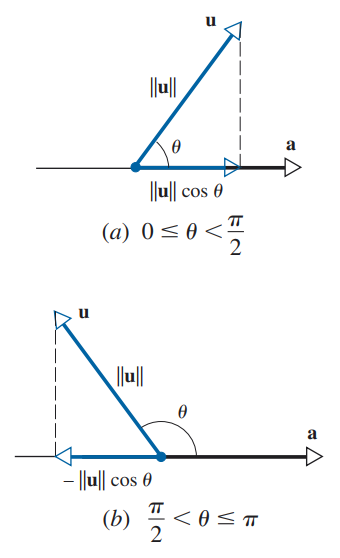 u
||u||
θ
a
||u|| cos θ
(a) 0 ≤ θ < π/2
u
||u||
θ
a
– ||u|| cos θ
(b) π/2 < θ ≤ π